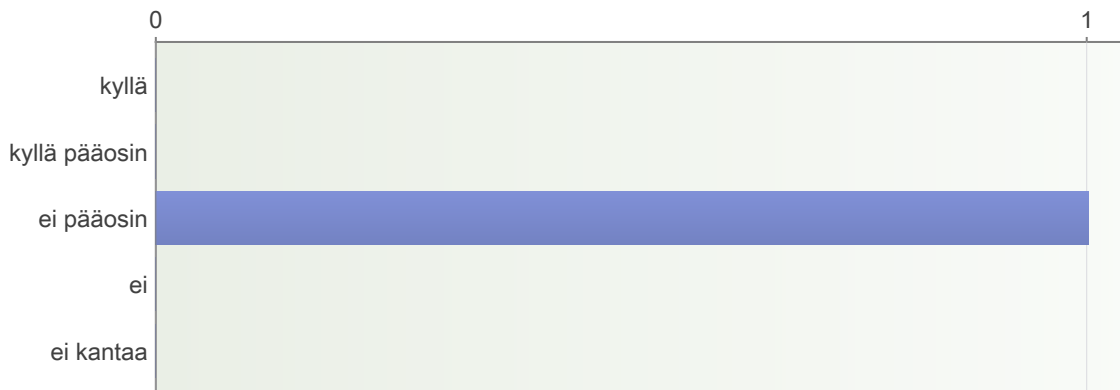 0 1
kyllä
kyllä pääosin
ei pääosin
ei
ei kantaa